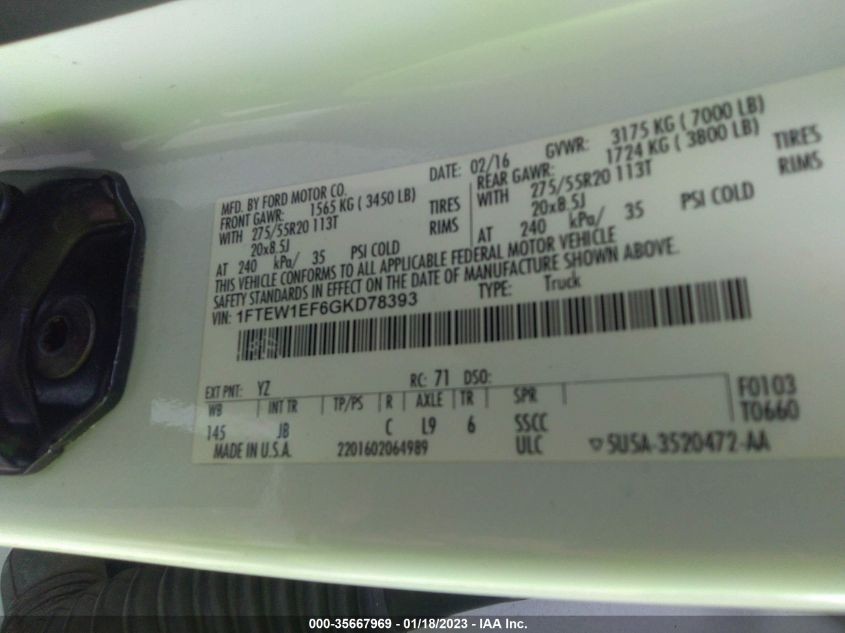 MFD. BY FORD MOTOR CO. DATE: 02/16 GVWR: 3175 KG ( 7000 LB)
FRONT GAWR: 1565 KG ( 3450 LB) REAR GAWR: 1724 KG ( 3800 LB)
WITH 275/55R20 113T TIRES WITH 275/55R20 113T TIRES
20x8.5J RIMS 20x8.5J RIMS
AT 240 kPa/ 35 PSI COLD AT 240 kPa/ 35 PSI COLD
THIS VEHICLE CONFORMS TO ALL APPLICABLE FEDERAL MOTOR VEHICLE
SAFETY STANDARDS IN EFFECT ON THE DATE OF MANUFACTURE SHOWN ABOVE.
VIN: 1FTEW1EF6GKD78393 TYPE: Truck
EXT PNT: YZ RC: 71 DSO: F0103
WB INT TR TP/PS R AXLE TR SPR T0660
145 JB C L9 6 SSCC
MADE IN U.S.A. 2201602064989 ULC SU5A-3520472-AA
000-35667969 - 01/18/2023 - IAA Inc.